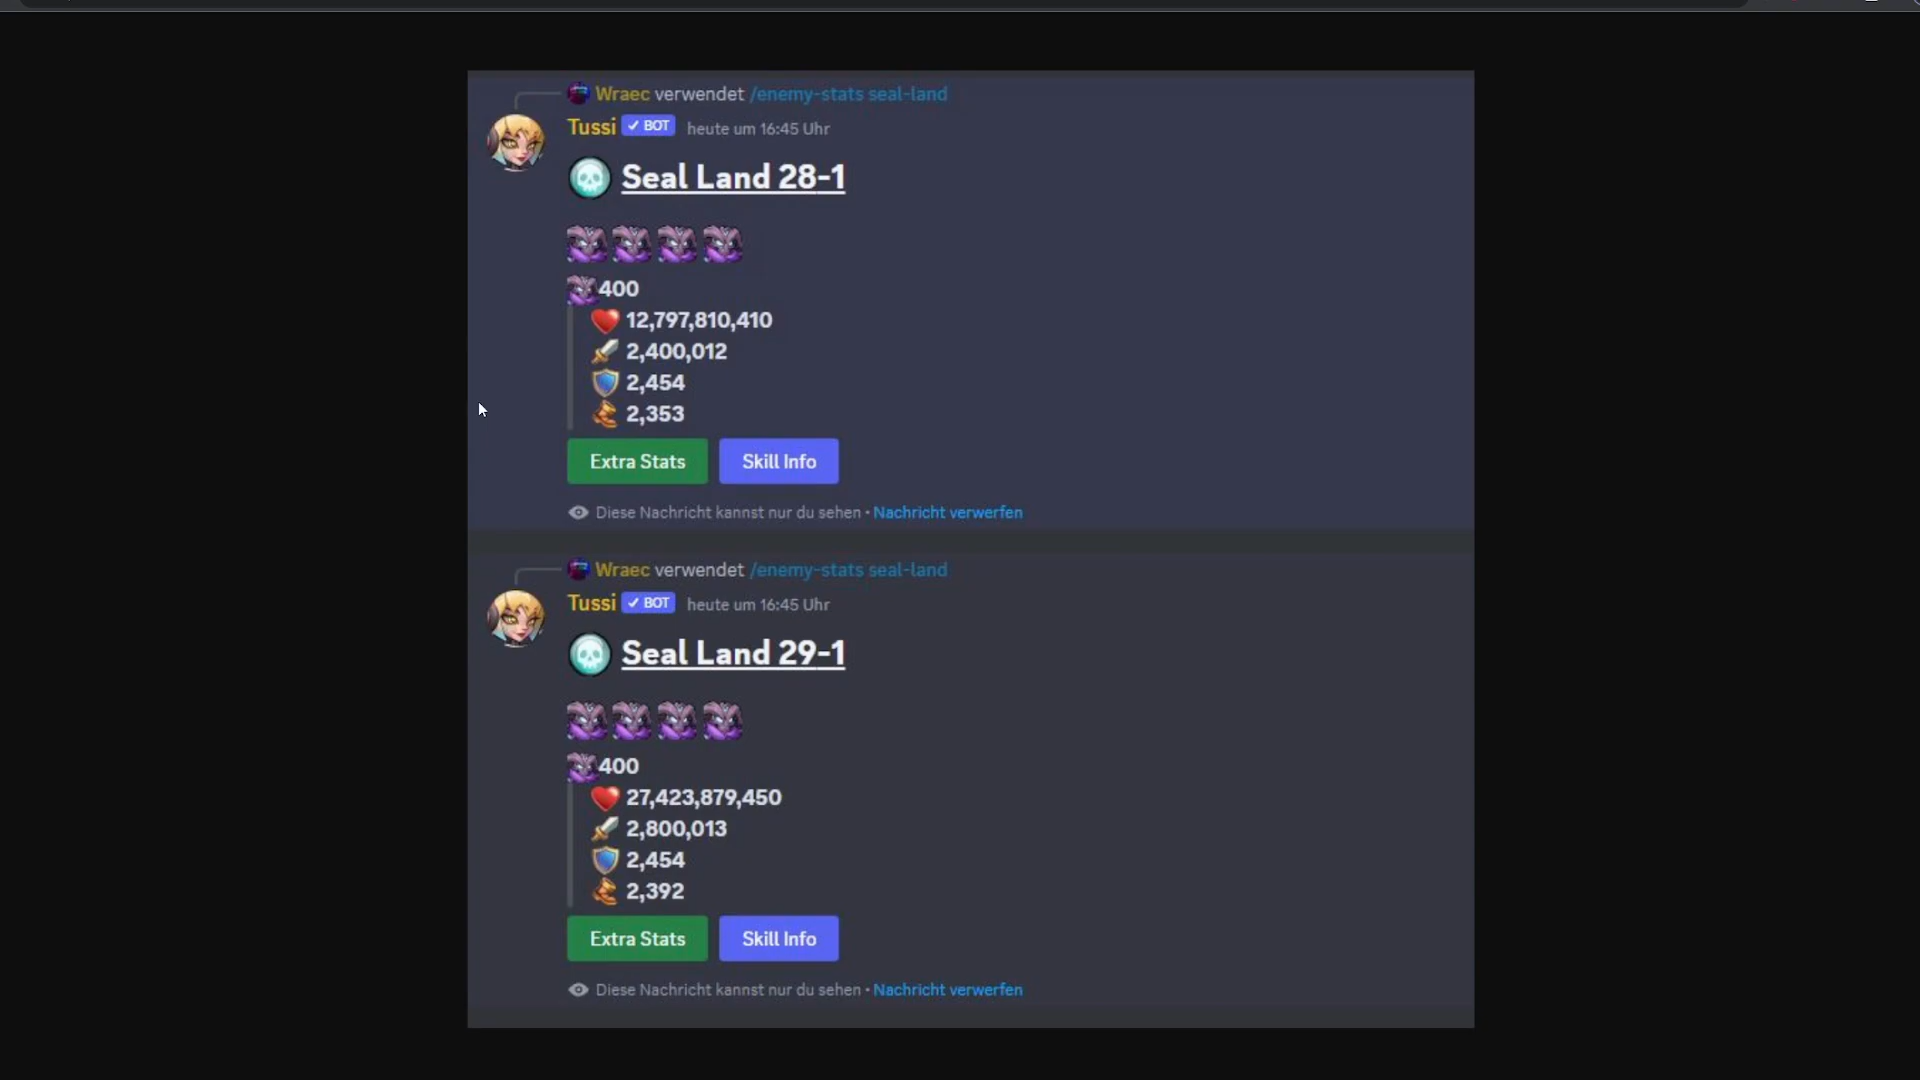 Wraec verwendet /enemy-stats seal-land
Tussi ✓ BOT heute um 16:45 Uhr
Seal Land 28-1
400
12,797,810,410
2,400,012
2,454
2,353
Extra Stats Skill Info
Diese Nachricht kannst nur du sehen • Nachricht verwerfen
Wraec verwendet /enemy-stats seal-land
Tussi ✓ BOT heute um 16:45 Uhr
Seal Land 29-1
400
27,423,879,450
2,800,013
2,454
2,392
Extra Stats Skill Info
Diese Nachricht kannst nur du sehen • Nachricht verwerfen